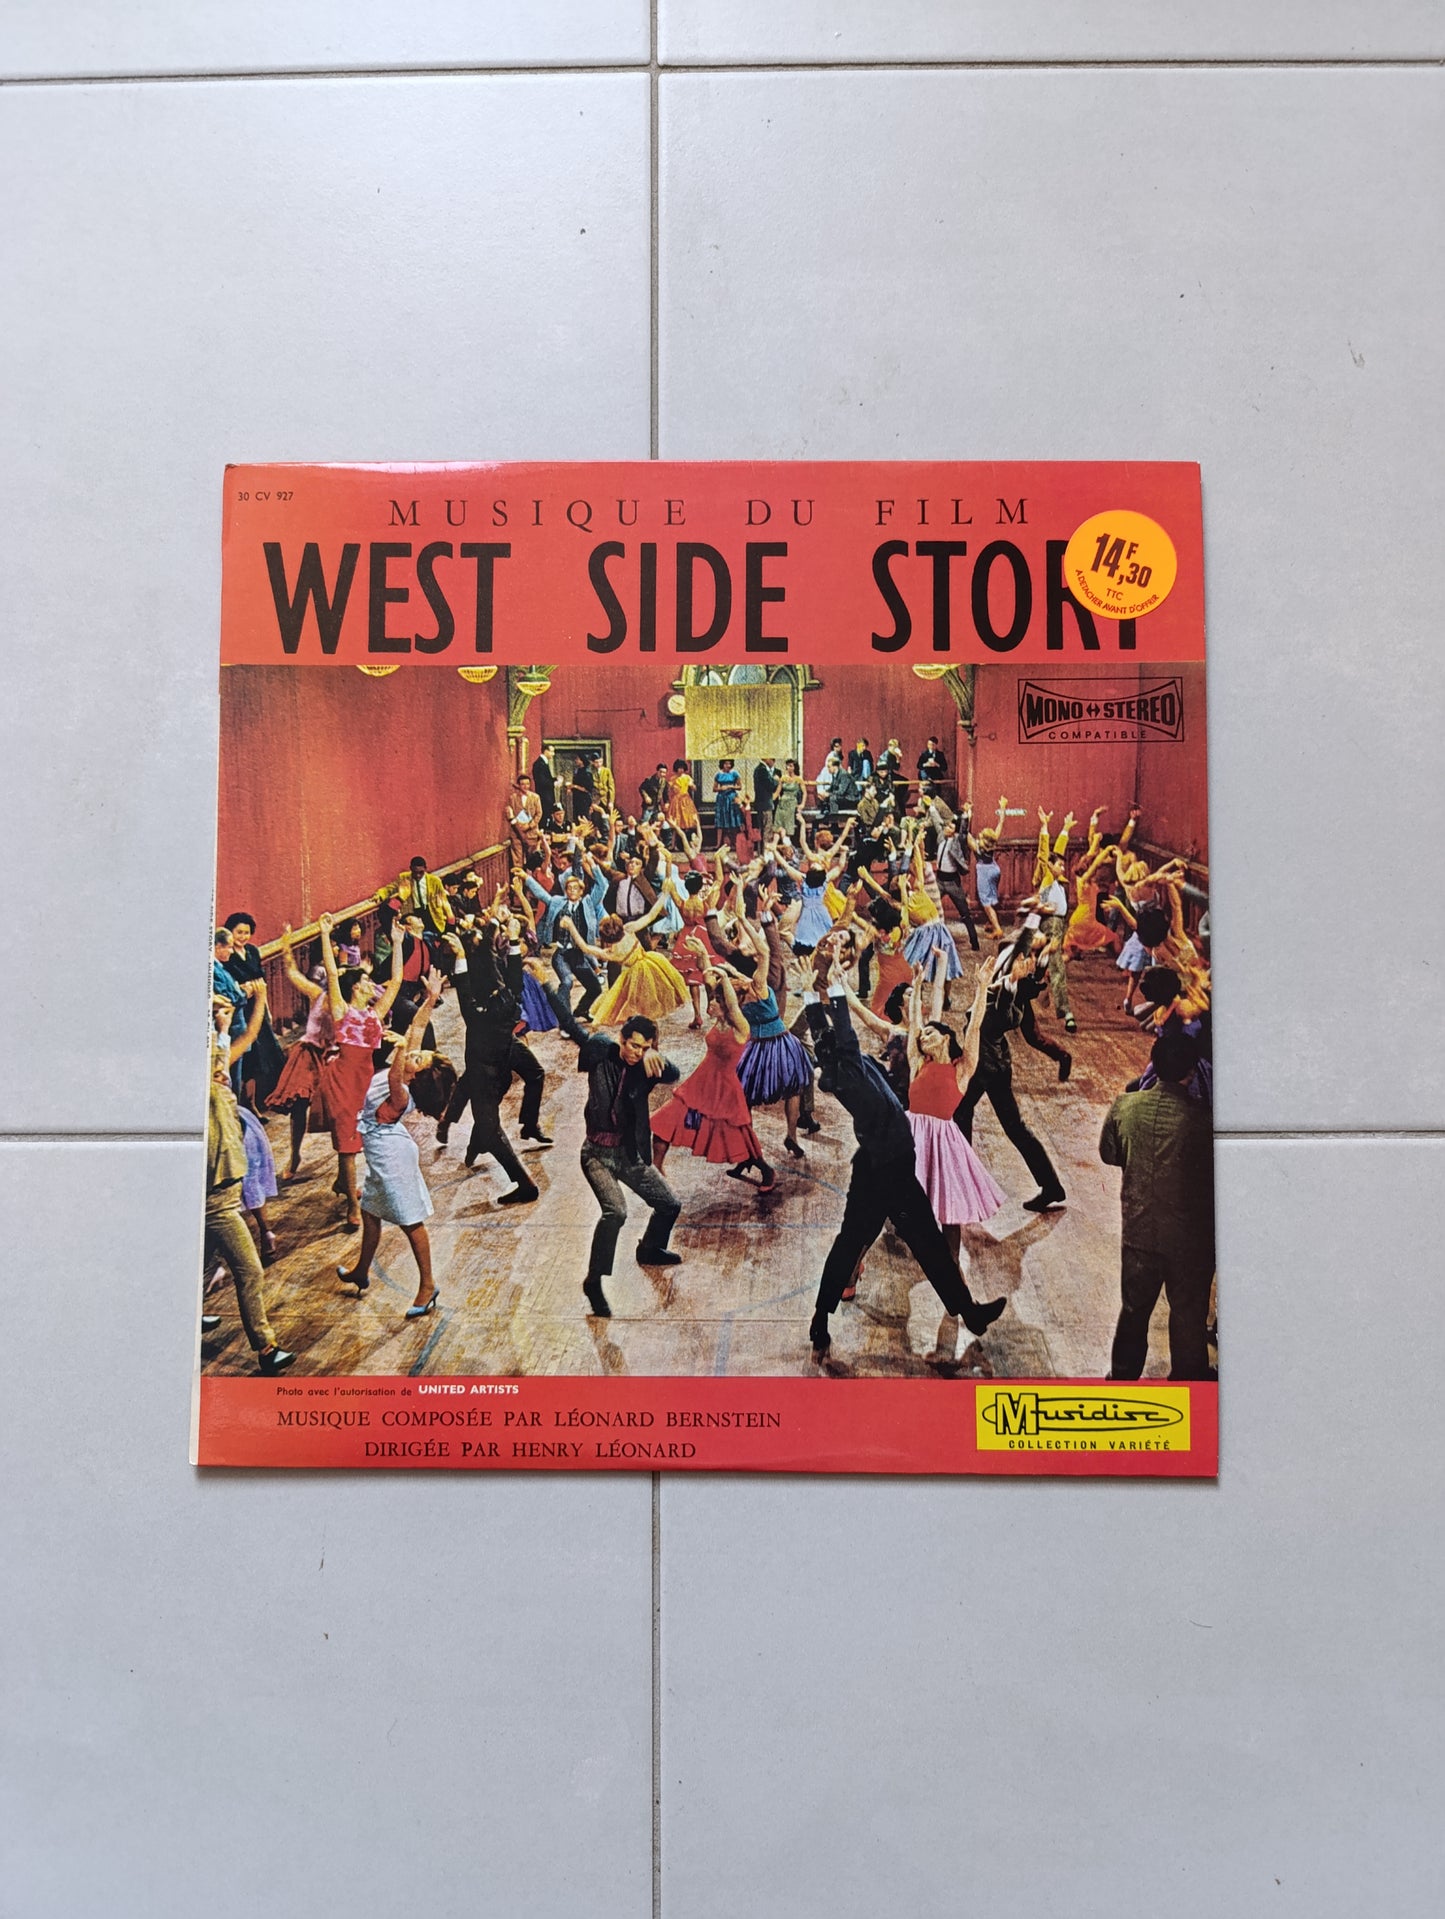 30 CV 927
MUSIQUE DU FILM
WEST SIDE STORY
14F,30
TTC
A DETACHER AVANT D'OFFRIR
MONO ↔ STEREO
COMPATIBLE
Photo avec l'autorisation de UNITED ARTISTS
MUSIQUE COMPOSÉE PAR LÉONARD BERNSTEIN
DIRIGÉE PAR HENRY LÉONARD
Musidisc
COLLECTION VARIÉTÉ